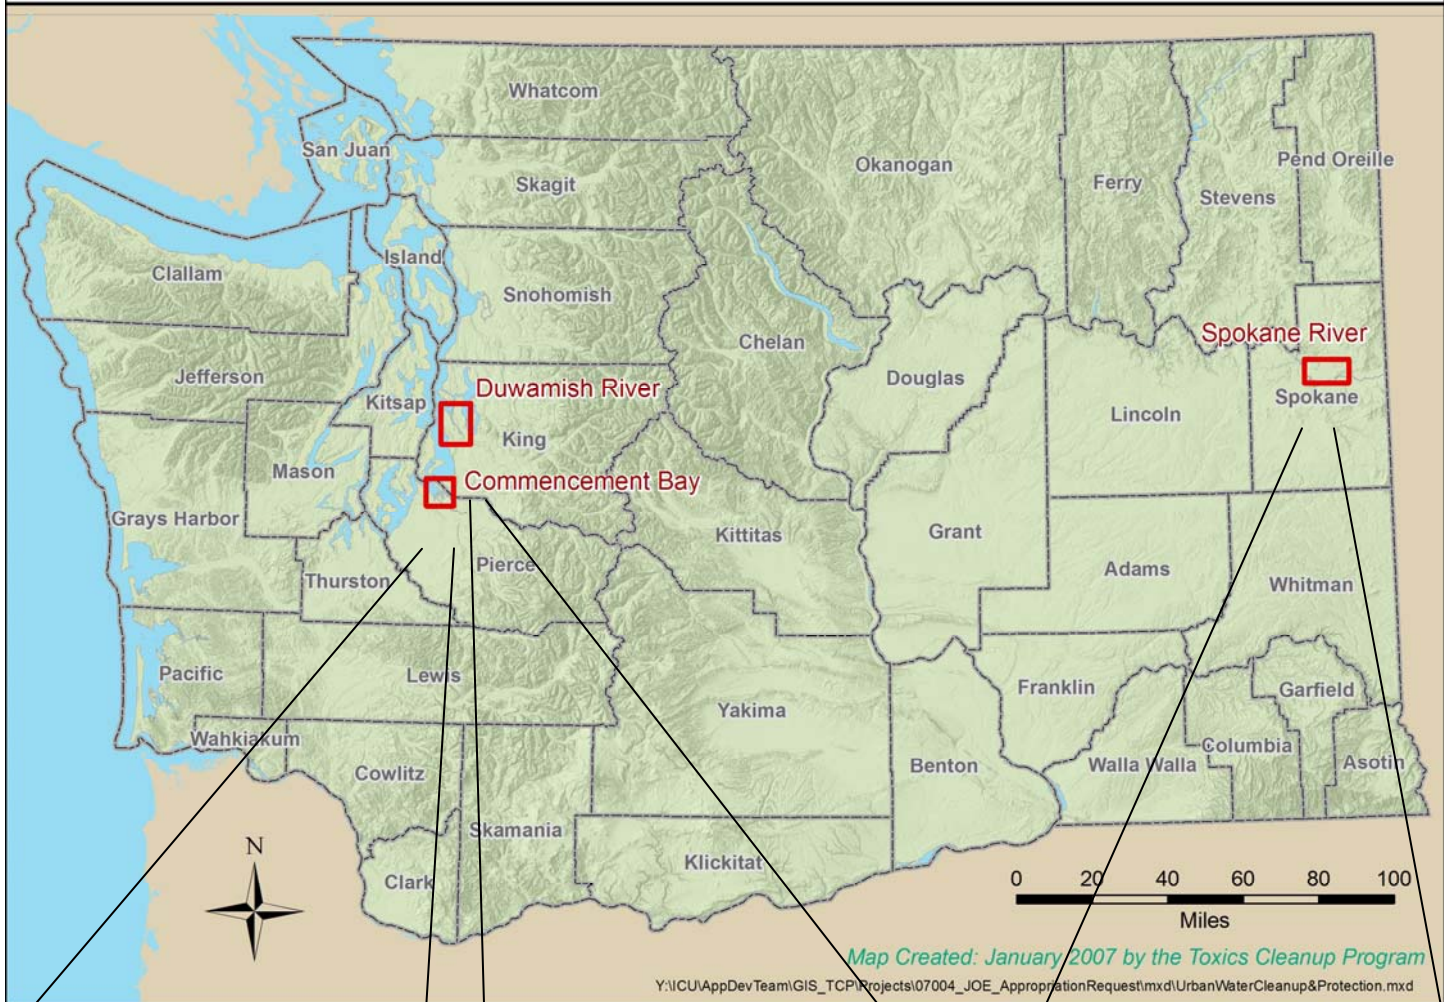 Whatcom
San Juan
Okanogan
Pend Oreille
Skagit
Ferry
Stevens
Island
Clallam
Snohomish
Chelan
Spokane River
Jefferson
Douglas
Duwamish River
Kitsap
Spokane
Lincoln
King
Mason
Commencement Bay
Grays Harbor
Kittitas
Grant
Pierce
Adams
Thurston
Whitman
Pacific
Lewis
Franklin
Garfield
Yakima
Wahkiakum
Columbia
Cowlitz
Benton
Walla Walla
Asotin
Skamania
N
Klickitat
Clark
0 20 40 60 80 100
Miles
Map Created: January 2007 by the Toxics Cleanup Program
Y:\ICU\AppDevTeam\GIS_TCP\Projects\07004_JOE_AppropriationRequest\mxd\UrbanWaterCleanup&Protection.mxd